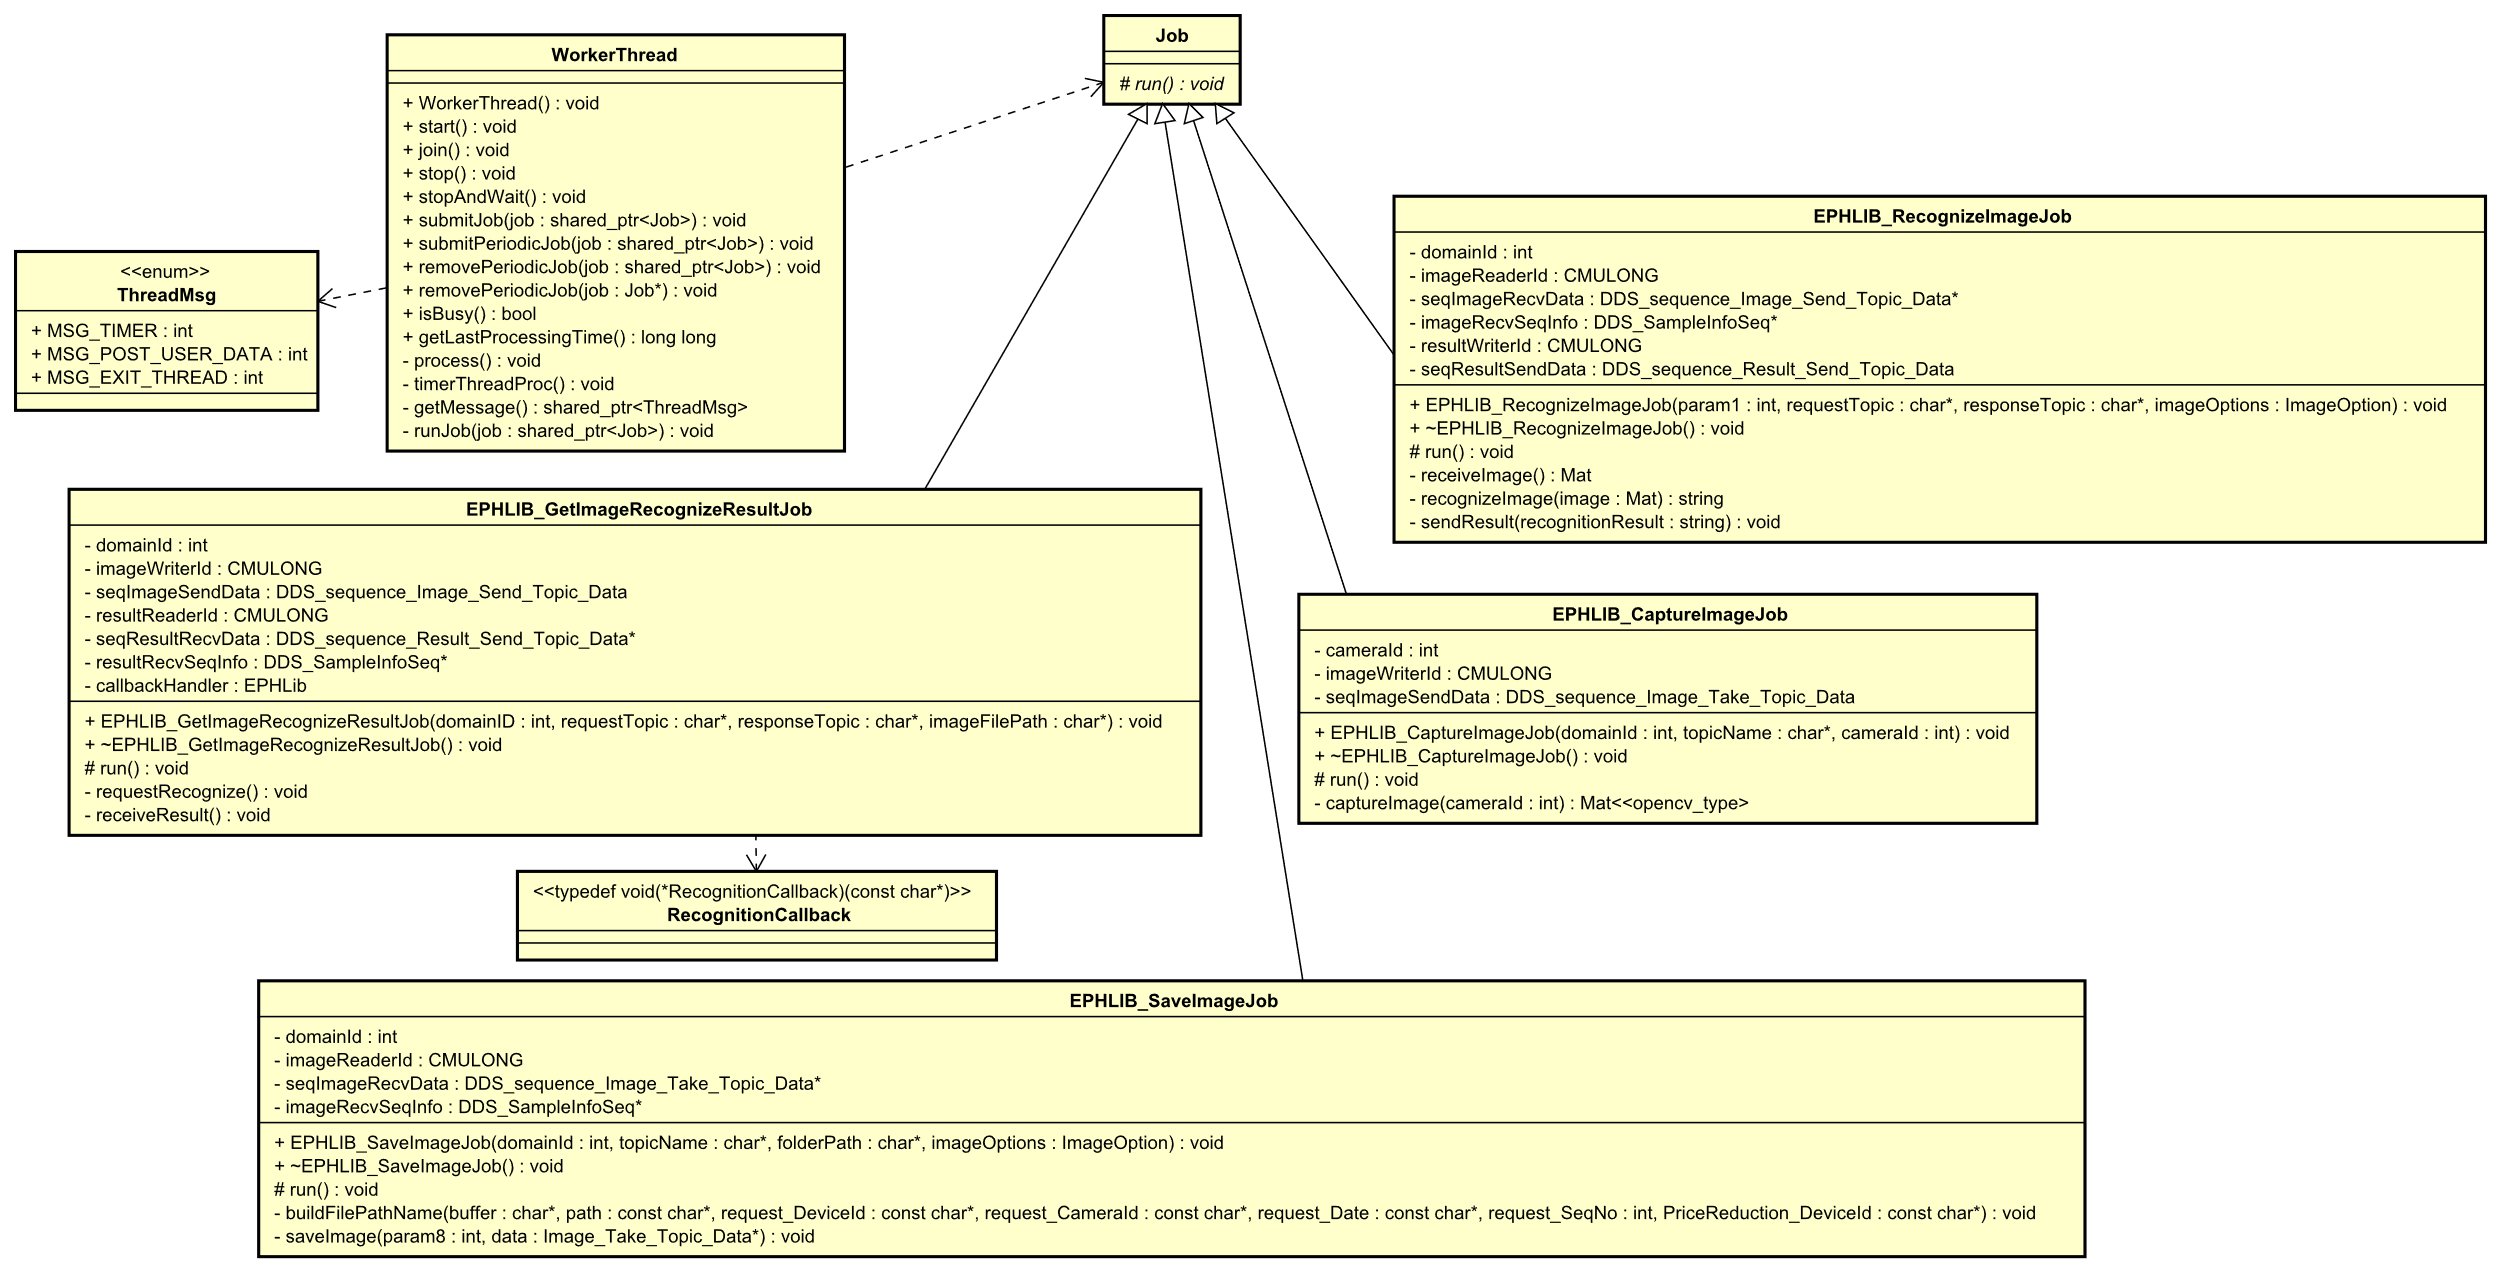 Job
# run() : void
WorkerThread
+ WorkerThread() : void
+ start() : void
+ join() : void
+ stop() : void
+ stopAndWait() : void
+ submitJob(job : shared_ptr<Job>) : void
+ submitPeriodicJob(job : shared_ptr<Job>) : void
+ removePeriodicJob(job : shared_ptr<Job>) : void
+ removePeriodicJob(job : Job*) : void
+ isBusy() : bool
+ getLastProcessingTime() : long long
- process() : void
- timerThreadProc() : void
- getMessage() : shared_ptr<ThreadMsg>
- runJob(job : shared_ptr<Job>) : void
<<enum>>
ThreadMsg
+ MSG_TIMER : int
+ MSG_POST_USER_DATA : int
+ MSG_EXIT_THREAD : int
EPHLIB_RecognizeImageJob
- domainId : int
- imageReaderId : CMULONG
- seqImageRecvData : DDS_sequence_Image_Send_Topic_Data*
- imageRecvSeqInfo : DDS_SampleInfoSeq*
- resultWriterId : CMULONG
- seqResultSendData : DDS_sequence_Result_Send_Topic_Data
+ EPHLIB_RecognizeImageJob(param1 : int, requestTopic : char*, responseTopic : char*, imageOptions : ImageOption) : void
+ ~EPHLIB_RecognizeImageJob() : void
# run() : void
- receiveImage() : Mat
- recognizeImage(image : Mat) : string
- sendResult(recognitionResult : string) : void
EPHLIB_GetImageRecognizeResultJob
- domainId : int
- imageWriterId : CMULONG
- seqImageSendData : DDS_sequence_Image_Send_Topic_Data
- resultReaderId : CMULONG
- seqResultRecvData : DDS_sequence_Result_Send_Topic_Data*
- resultRecvSeqInfo : DDS_SampleInfoSeq*
- callbackHandler : EPHLib
+ EPHLIB_GetImageRecognizeResultJob(domainID : int, requestTopic : char*, responseTopic : char*, imageFilePath : char*) : void
+ ~EPHLIB_GetImageRecognizeResultJob() : void
# run() : void
- requestRecognize() : void
- receiveResult() : void
EPHLIB_CaptureImageJob
- cameraId : int
- imageWriterId : CMULONG
- seqImageSendData : DDS_sequence_Image_Take_Topic_Data
+ EPHLIB_CaptureImageJob(domainId : int, topicName : char*, cameraId : int) : void
+ ~EPHLIB_CaptureImageJob() : void
# run() : void
- captureImage(cameraId : int) : Mat<<opencv_type>
<<typedef void(*RecognitionCallback)(const char*)>>
RecognitionCallback
EPHLIB_SaveImageJob
- domainId : int
- imageReaderId : CMULONG
- seqImageRecvData : DDS_sequence_Image_Take_Topic_Data*
- imageRecvSeqInfo : DDS_SampleInfoSeq*
+ EPHLIB_SaveImageJob(domainId : int, topicName : char*, folderPath : char*, imageOptions : ImageOption) : void
+ ~EPHLIB_SaveImageJob() : void
# run() : void
- buildFilePathName(buffer : char*, path : const char*, request_DeviceId : const char*, request_CameraId : const char*, request_Date : const char*, request_SeqNo : int, PriceReduction_DeviceId : const char*) : void
- saveImage(param8 : int, data : Image_Take_Topic_Data*) : void